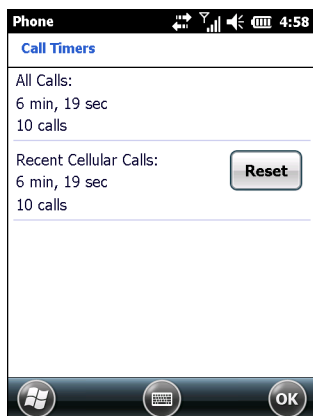 Phone 4:58
Call Timers
All Calls:
6 min, 19 sec
10 calls
Recent Cellular Calls:
Reset
6 min, 19 sec
10 calls
OK